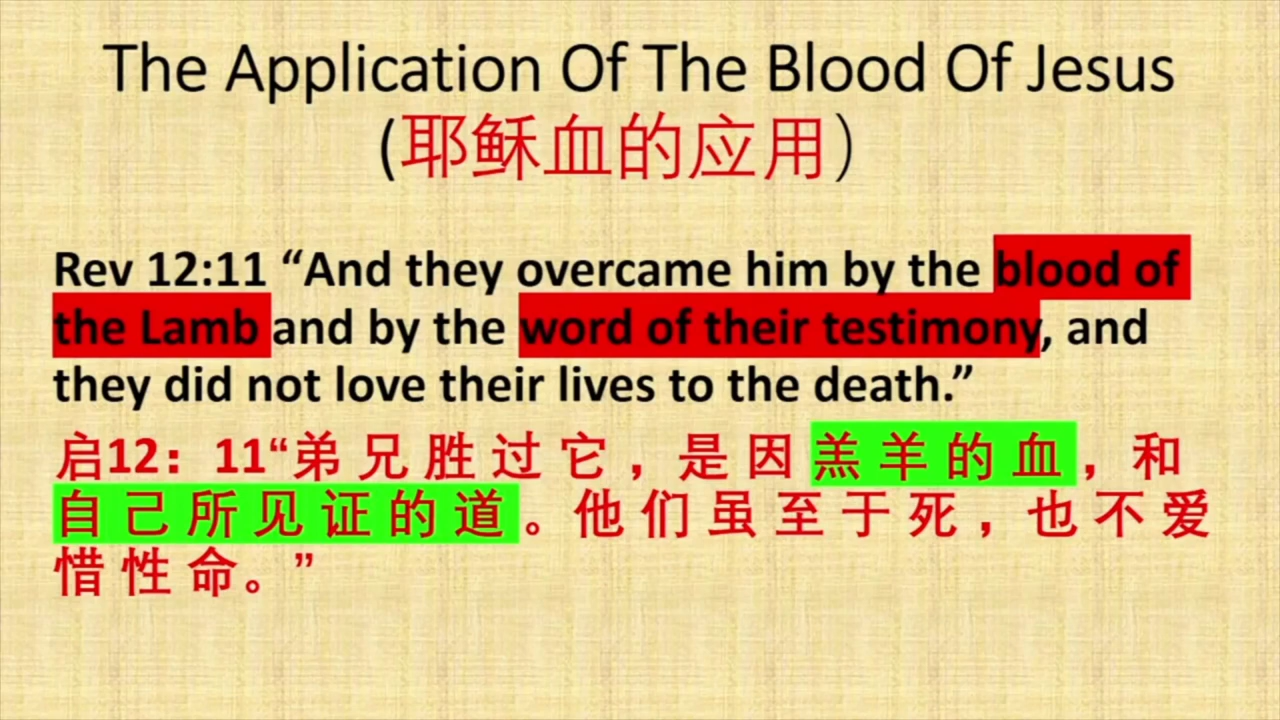 The Application Of The Blood Of Jesus
(耶稣血的应用）
Rev 12:11 “And they overcame him by the blood of
the Lamb and by the word of their testimony, and
they did not love their lives to the death.”
启12：11“弟 兄 胜 过 它 ，是 因 羔 羊 的 血 ，和
自 己 所 见 证 的 道 。他 们 虽 至 于 死 ，也 不 爱
惜 性 命。”